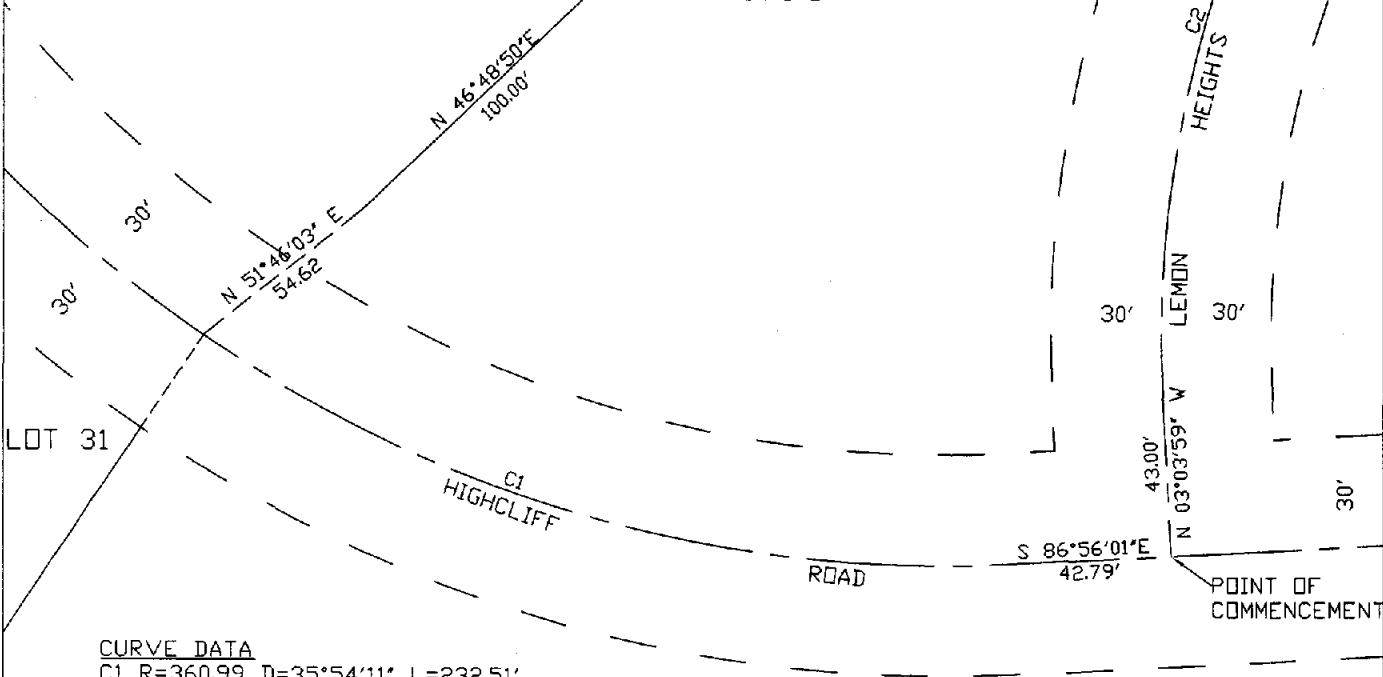 C2
HEIGHTS
N 46°48'50"E
100.00'
30'
N 51°46'03" E
54.62
30'
30'
LEMON
30'
LOT 31
43.00'
N 03°03'59" W
30'
C1
HIGHCLIFF
ROAD
S 86°56'01"E
42.79'
POINT OF
COMMENCEMENT
CURVE DATA
C1 R=360.99 D=35°54'11" L=232.51'